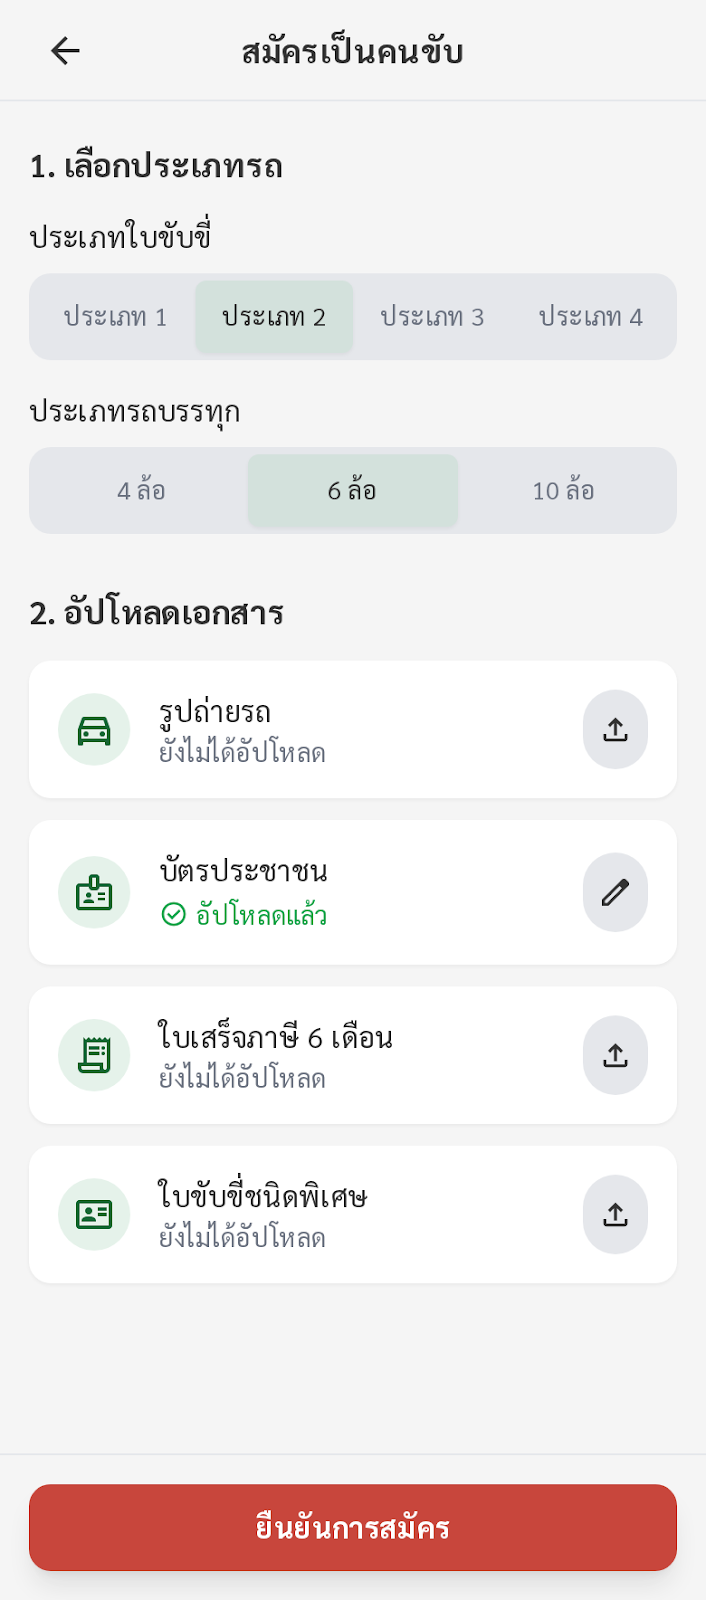 สมัครเป็นคนขับ
1. เลือกประเภทรถ
ประเภทใบขับขี่
ประเภท 1
ประเภท 2
ประเภท 3
ประเภท 4
ประเภทรถบรรทุก
4 ล้อ
6 ล้อ
10 ล้อ
2. อัปโหลดเอกสาร
รูปถ่ายรถ
ยังไม่ได้อัปโหลด
บัตรประชาชน
อัปโหลดแล้ว
ใบเสร็จภาษี 6 เดือน
ยังไม่ได้อัปโหลด
ใบขับขี่ชนิดพิเศษ
ยังไม่ได้อัปโหลด
ยืนยันการสมัคร